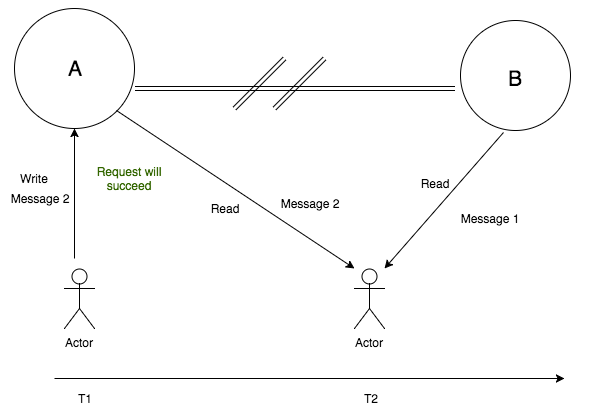 A
B
Write
Message 2
Request will
succeed
Read
Message 2
Read
Message 1
Actor
Actor
T1
T2